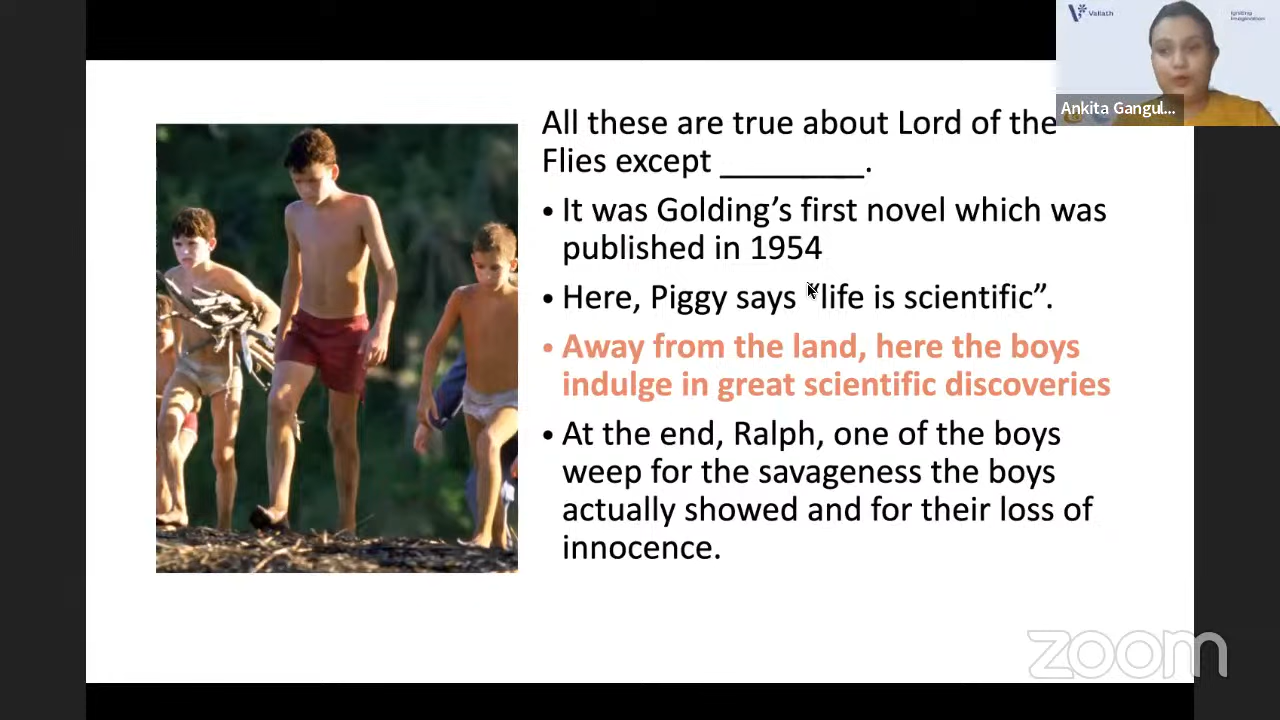 Vallath
Igniting
Imagination
Ankita Gangul...
All these are true about Lord of the
Flies except _________.
• It was Golding's first novel which was
published in 1954
• Here, Piggy says “life is scientific”.
• Away from the land, here the boys
indulge in great scientific discoveries
• At the end, Ralph, one of the boys
weep for the savageness the boys
actually showed and for their loss of
innocence.
zoom